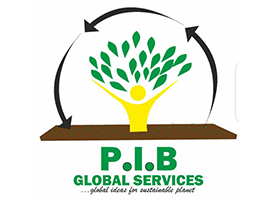 P.I.B
GLOBAL SERVICES
...global ideas for sustainable planet